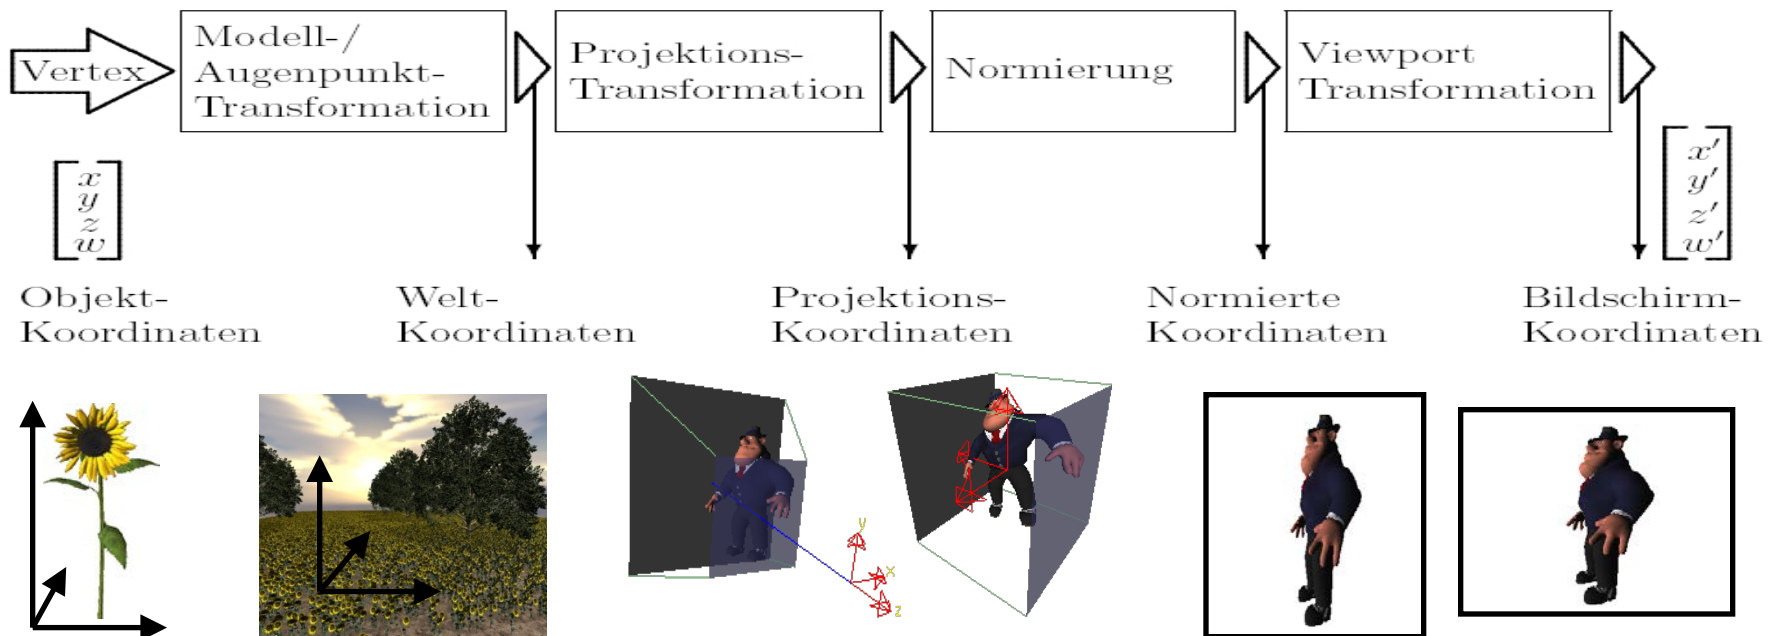 Vertex
Modell-/
Augenpunkt-
Transformation
Projektions-
Transformation
Normierung
Viewport
Transformation
x
y
z
w
x'
y'
z'
w'
Objekt-
Koordinaten
Welt-
Koordinaten
Projektions-
Koordinaten
Normierte
Koordinaten
Bildschirm-
Koordinaten
y
x
z